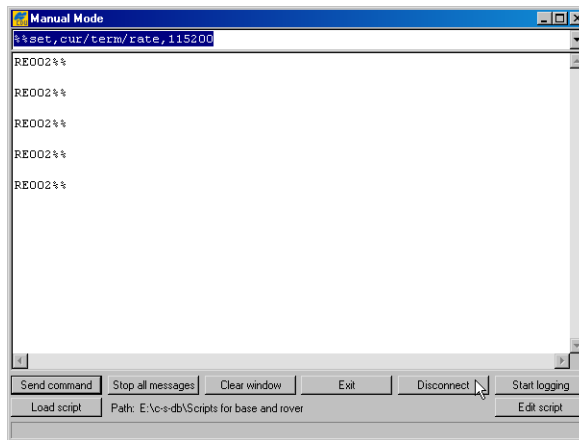 Manual Mode
%%set,cur/term/rate,115200
RE002%%
RE002%%
RE002%%
RE002%%
RE002%%
Send command Stop all messages Clear window Exit Disconnect Start logging
Load script Path: E:\c-s-db\Scripts for base and rover Edit script